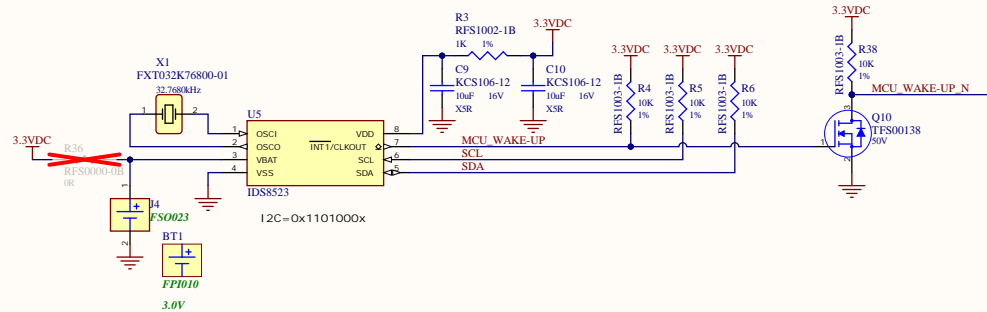 3.3VDC
R3
RFS1002-1B
1K 1%
3.3VDC
C9
KCS106-12
10uF 16V
X5R
C10
KCS106-12
10uF 16V
X5R
X1
FXT032K76800-01
32.7680kHz
1 2
3.3VDC 3.3VDC 3.3VDC
RFS1003-1B
R4
10K
1%
RFS1003-1B
R5
10K
1%
RFS1003-1B
R6
10K
1%
3.3VDC
RFS1003-1B
R38
10K
1%
MCU_WAKE-UP_N
3
Q10
TFS00138
50V
1
2
U5
1 OSCI VDD 8
2 OSCO INT1/CLKOUT 7 MCU_WAKE-UP
3 VBAT SCL 6 SCL
4 VSS SDA 5 SDA
IDS8523
I2C=0x1101000x
3.3VDC
R36
RFS0000-0B
0R
1
J4
FSO023
2
BT1
FPI010
3.0V